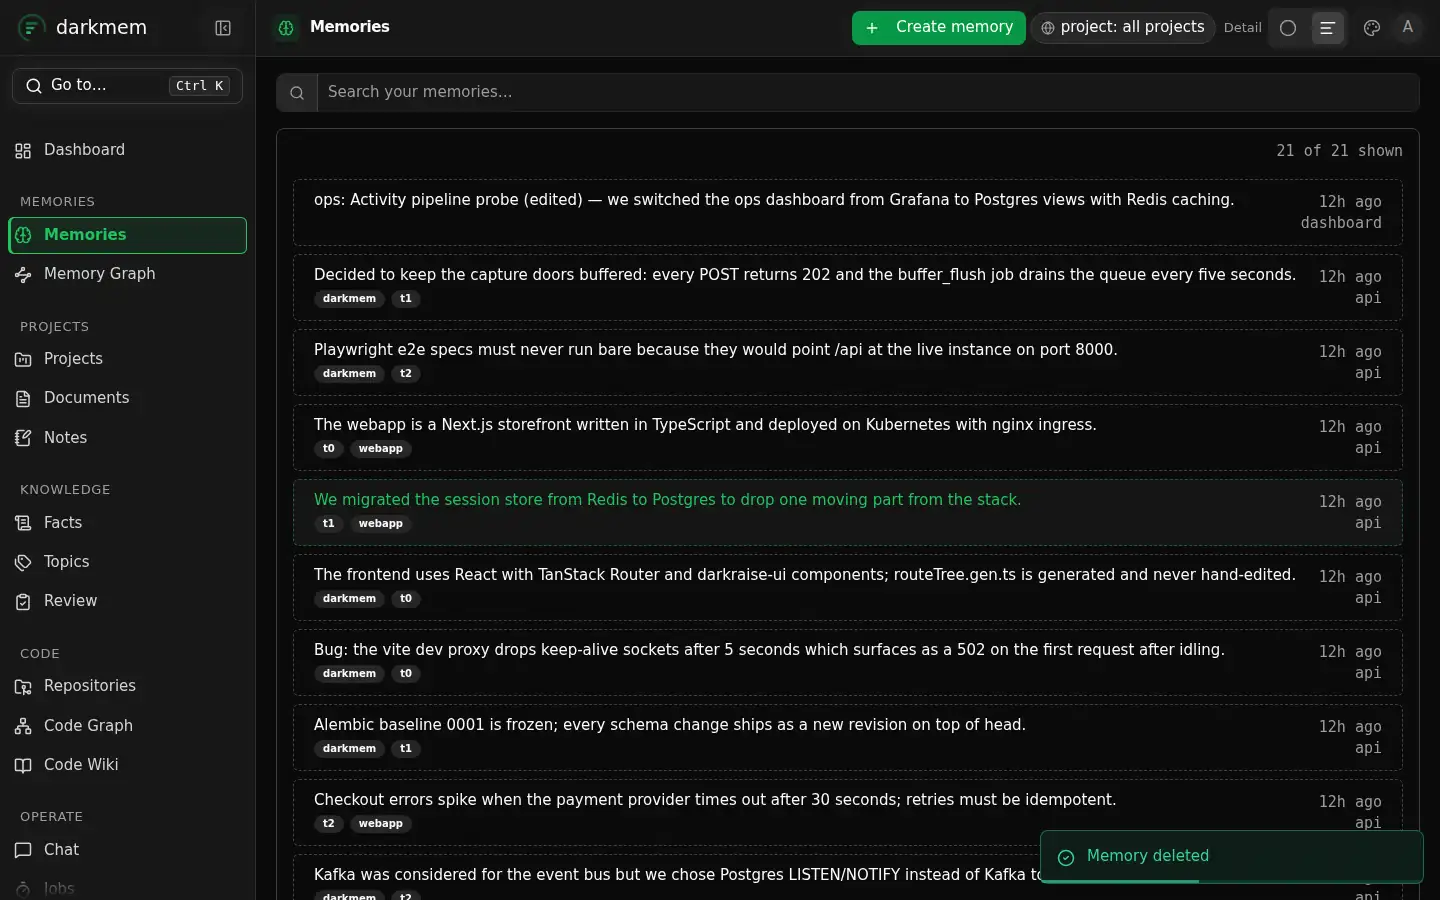 darkmem
Memories
Create memory
project: all projects
Detail
A
Go to...
Ctrl K
Search your memories...
Dashboard
21 of 21 shown
MEMORIES
Memories
Memory Graph
PROJECTS
Projects
Documents
Notes
KNOWLEDGE
Facts
Topics
Review
CODE
Repositories
Code Graph
Code Wiki
OPERATE
Chat
Jobs
ops: Activity pipeline probe (edited) — we switched the ops dashboard from Grafana to Postgres views with Redis caching.
12h ago
dashboard
Decided to keep the capture doors buffered: every POST returns 202 and the buffer_flush job drains the queue every five seconds.
12h ago
darkmem t1
api
Playwright e2e specs must never run bare because they would point /api at the live instance on port 8000.
12h ago
darkmem t2
api
The webapp is a Next.js storefront written in TypeScript and deployed on Kubernetes with nginx ingress.
12h ago
t0 webapp
api
We migrated the session store from Redis to Postgres to drop one moving part from the stack.
12h ago
t1 webapp
api
The frontend uses React with TanStack Router and darkraise-ui components; routeTree.gen.ts is generated and never hand-edited.
12h ago
darkmem t0
api
Bug: the vite dev proxy drops keep-alive sockets after 5 seconds which surfaces as a 502 on the first request after idling.
12h ago
darkmem t0
api
Alembic baseline 0001 is frozen; every schema change ships as a new revision on top of head.
12h ago
darkmem t1
api
Checkout errors spike when the payment provider times out after 30 seconds; retries must be idempotent.
12h ago
t2 webapp
api
Kafka was considered for the event bus but we chose Postgres LISTEN/NOTIFY instead of Kafka
darkmem t2
api
Memory deleted